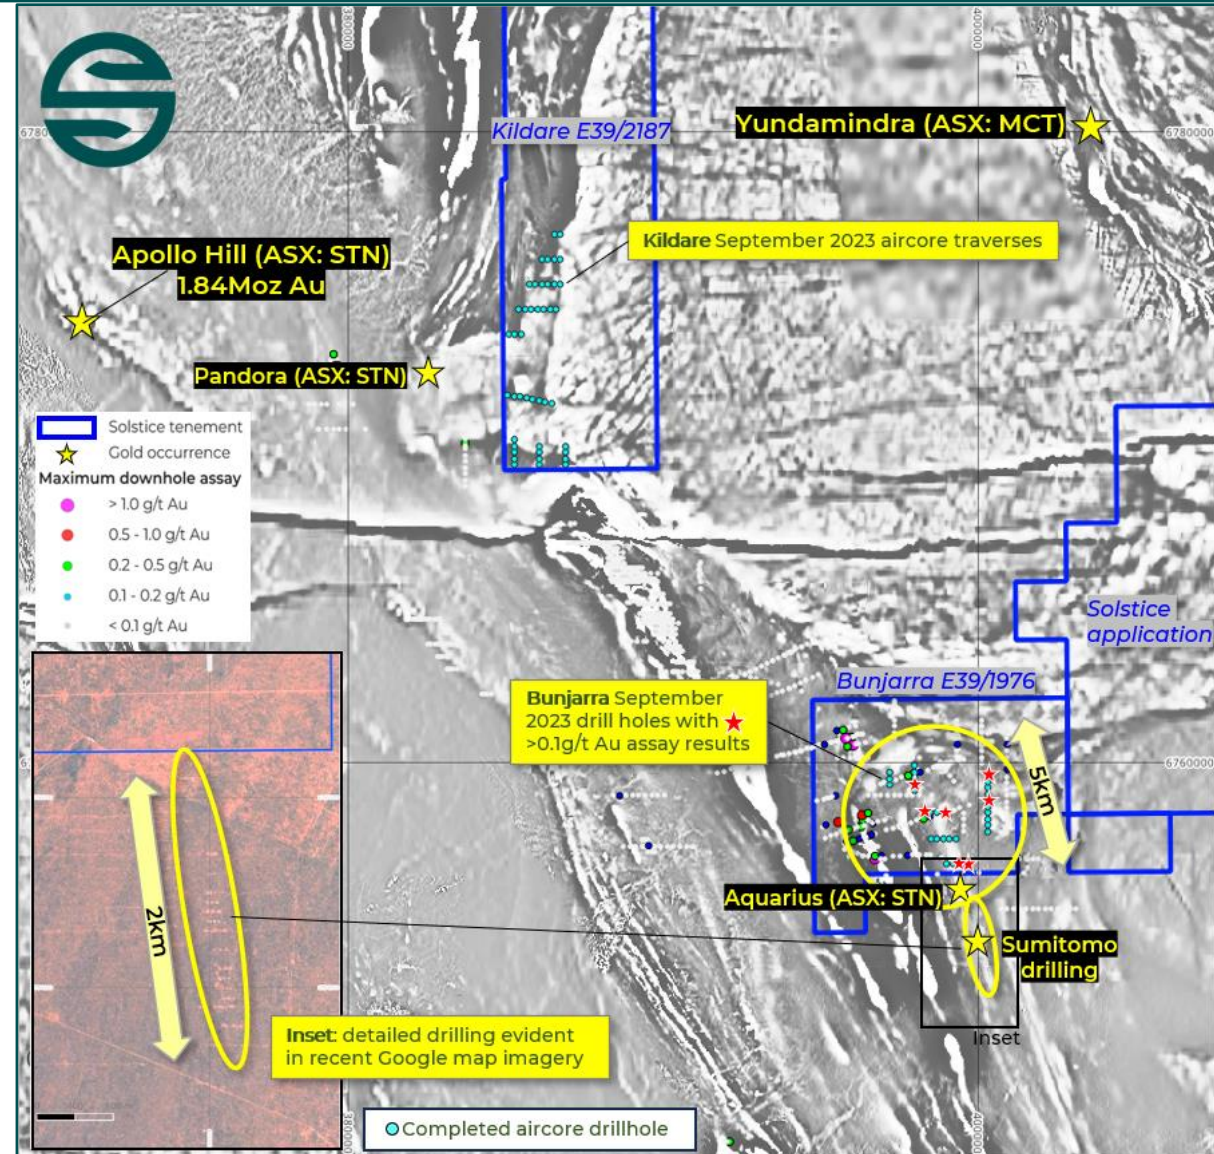 380000
400000
6780
Kildare E39/2187
Yundamindra (ASX: MCT)
6780000
Kildare September 2023 aircore traverses
Apollo Hill (ASX: STN)
1.84Moz Au
Pandora (ASX: STN)
Solstice tenement
Gold occurrence
Maximum downhole assay
> 1.0 g/t Au
0.5 - 1.0 g/t Au
0.2 - 0.5 g/t Au
0.1 - 0.2 g/t Au
< 0.1 g/t Au
Solstice
application
Bunjarra E39/1976
Bunjarra September
2023 drill holes with
>0.1g/t Au assay results
6760000
5km
Aquarius (ASX: STN)
Sumitomo
drilling
2km
Inset: detailed drilling evident
in recent Google map imagery
Inset
Completed aircore drillhole
380000
400000